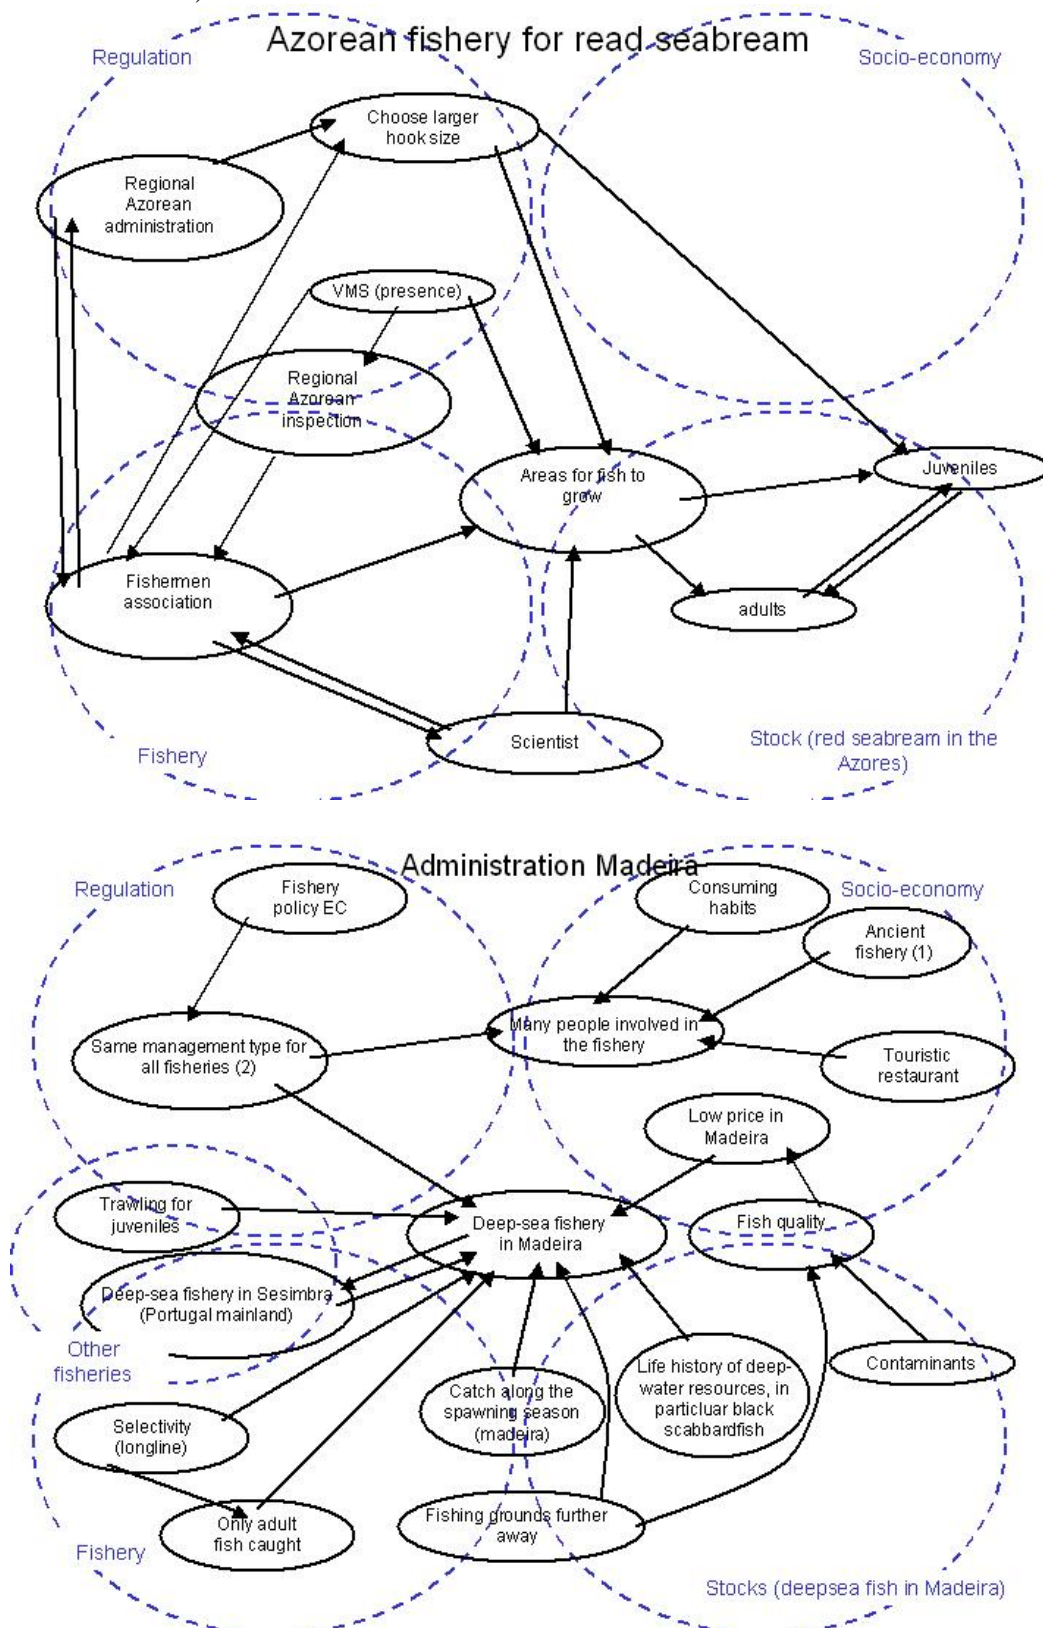 Azorean fishery for read seabream
Regulation
Socio-economy
Choose larger
hook size
Regional
Azorean
administration
VMS (presence)
Regional
Azorean
inspection
Areas for fish to
grow
Juveniles
Fishermen
association
adults
Scientist
Fishery
Stock (red seabream in the
Azores)
Administration Madeira
Regulation
Socio-economy
Fishery
policy EC
Consuming
habits
Ancient
fishery (1)
Many people involved in
the fishery
Same management type for
all fisheries (2)
Touristic
restaurant
Low price in
Madeira
Trawling for
juveniles
Deep-sea fishery
in Madeira
Fish quality
Deep-sea fishery in Sesimbra
(Portugal mainland)
Other
fisheries
Contaminants
Life history of deep-
water resources, in
particluar black
scabbardfish
Catch along the
spawning season
(madeira)
Selectivity
(longline)
Fishing grounds further
away
Only adult
fish caught
Fishery
Stocks (deepsea fish in Madeira)